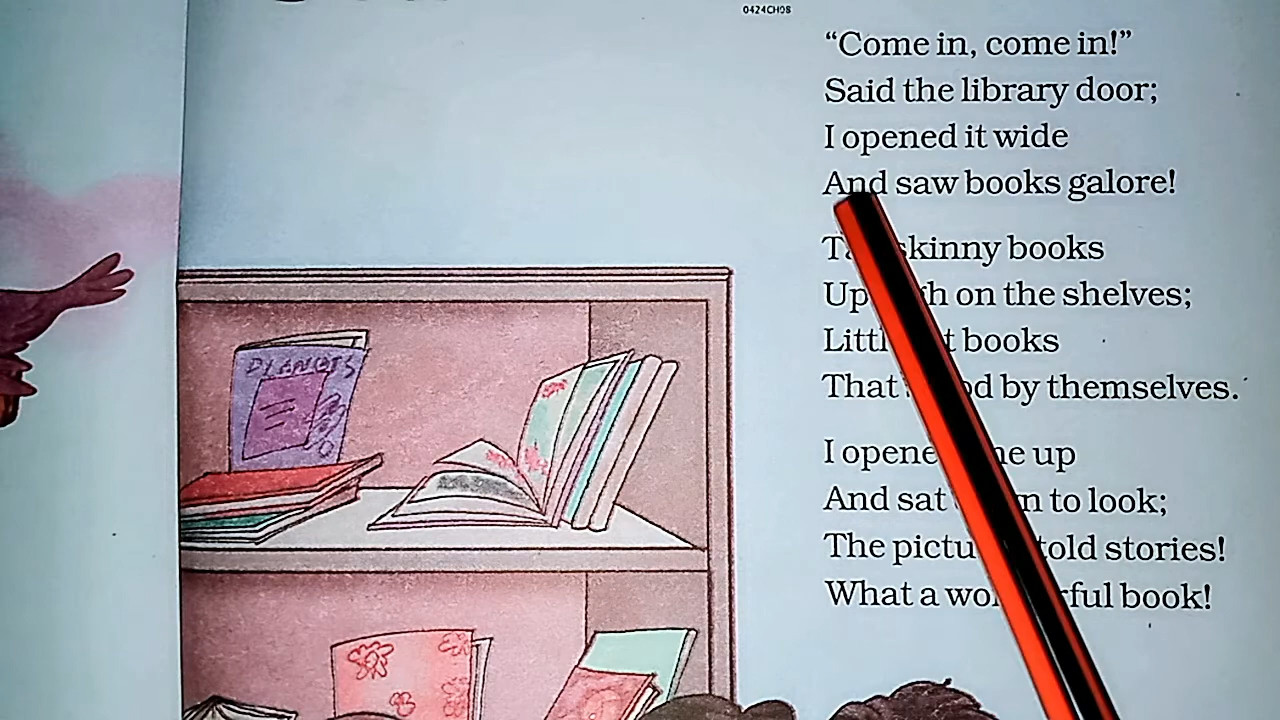 0424CH08
“Come in, come in!”
Said the library door;
I opened it wide
And saw books galore!
skinny books
Up on the shelves;
books
That by themselves.
I up
And sat to look;
The told stories!
What a book!
PLANETS